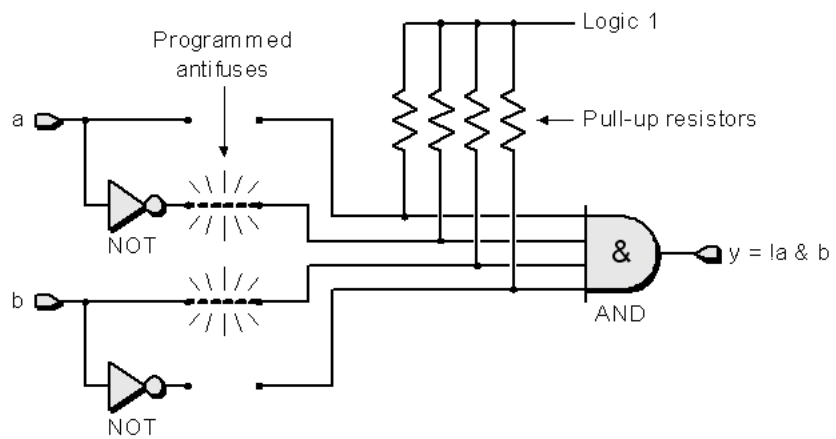 Programmed
antifuses
Logic 1
a
Pull-up resistors
NOT
&
y = !a & b
b
AND
NOT